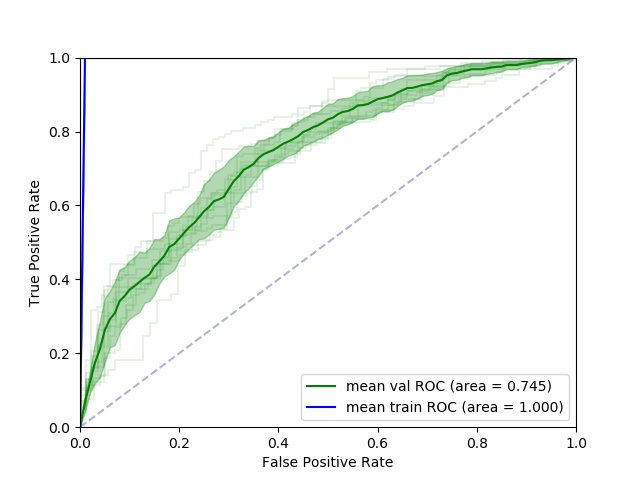 1.0
0.8
0.6
0.4
0.2
0.0
True Positive Rate
mean val ROC (area = 0.745)
mean train ROC (area = 1.000)
0.0 0.2 0.4 0.6 0.8 1.0
False Positive Rate